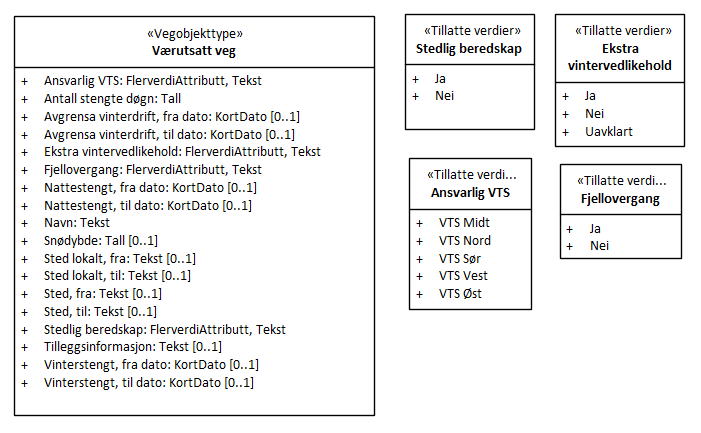 «Vegobjekttype»
Værutsatt veg
+ Ansvarlig VTS: FlerverdiAttributt, Tekst
+ Antall stengte døgn: Tall
+ Avgrensa vinterdrift, fra dato: KortDato [0..1]
+ Avgrensa vinterdrift, til dato: KortDato [0..1]
+ Ekstra vintervedlikehold: FlerverdiAttributt, Tekst
+ Fjellovergang: FlerverdiAttributt, Tekst
+ Nattestengt, fra dato: KortDato [0..1]
+ Nattestengt, til dato: KortDato [0..1]
+ Navn: Tekst
+ Snødybde: Tall [0..1]
+ Sted lokalt, fra: Tekst [0..1]
+ Sted lokalt, til: Tekst [0..1]
+ Sted, fra: Tekst [0..1]
+ Sted, til: Tekst [0..1]
+ Stedlig beredskap: FlerverdiAttributt, Tekst
+ Tilleggsinformasjon: Tekst [0..1]
+ Vinterstengt, fra dato: KortDato [0..1]
+ Vinterstengt, til dato: KortDato [0..1]
«Tillatte verdier»
Stedlig beredskap
+ Ja
+ Nei
«Tillatte verdier»
Ekstra
vintervedlikehold
+ Ja
+ Nei
+ Uavklart
«Tillatte verdi...
Ansvarlig VTS
+ VTS Midt
+ VTS Nord
+ VTS Sør
+ VTS Vest
+ VTS Øst
«Tillatte verdi...
Fjellovergang
+ Ja
+ Nei